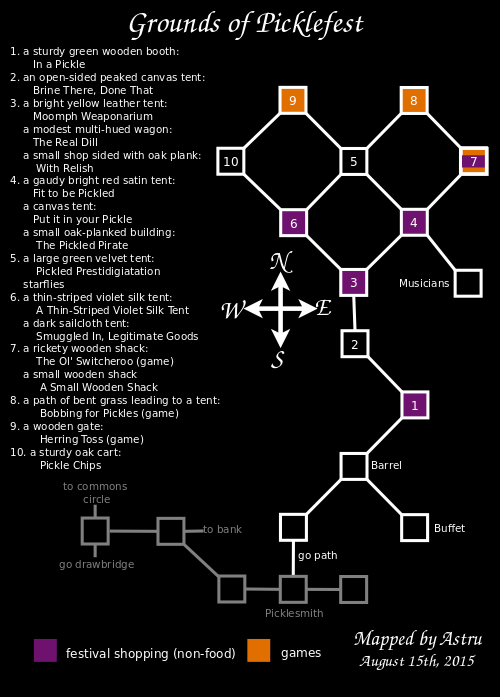 Grounds of Picklefest
1. a sturdy green wooden booth:
In a Pickle
2. an open-sided peaked canvas tent:
Brine There, Done That
3. a bright yellow leather tent:
Moomph Weaponarium
a modest multi-hued wagon:
The Real Dill
a small shop sided with oak plank:
With Relish
4. a gaudy bright red satin tent:
Fit to be Pickled
a canvas tent:
Put it in your Pickle
a small oak-planked building:
The Pickled Pirate
5. a large green velvet tent:
Pickled Prestidigiatation
starflies
6. a thin-striped violet silk tent:
A Thin-Striped Violet Silk Tent
a dark sailcloth tent:
Smuggled In, Legitimate Goods
7. a rickety wooden shack:
The Ol' Switcheroo (game)
a small wooden shack
A Small Wooden Shack
8. a path of bent grass leading to a tent:
Bobbing for Pickles (game)
9. a wooden gate:
Herring Toss (game)
10. a sturdy oak cart:
Pickle Chips
9
8
10
5
7
6
4
N
3
Musicians
W
E
S
2
1
Barrel
to commons
circle
to bank
Buffet
go path
go drawbridge
Picklesmith
festival shopping (non-food)
games
Mapped by Astru
August 15th, 2015